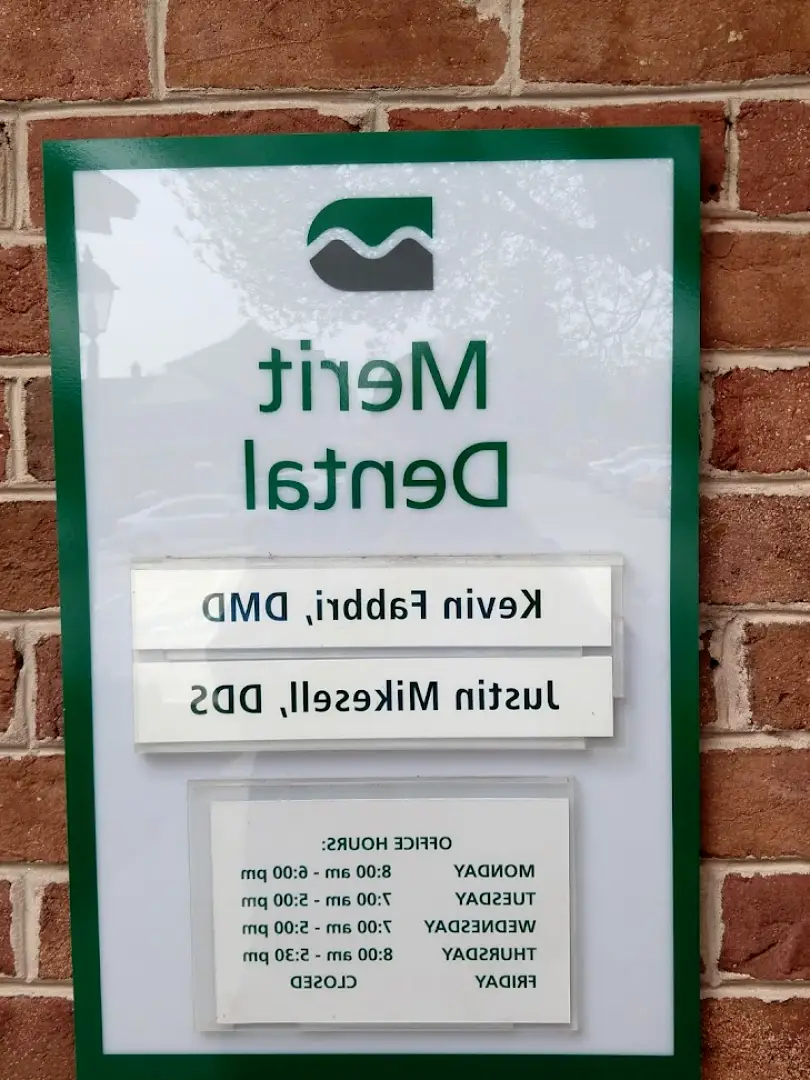 Merit
Dental
Kevin Fabbri, DMD
Justin Mikesell, DDS
OFFICE HOURS:
MONDAY 8:00 am - 6:00 pm
TUESDAY 7:00 am - 5:00 pm
WEDNESDAY 7:00 am - 5:00 pm
THURSDAY 8:00 am - 5:30 pm
FRIDAY CLOSED